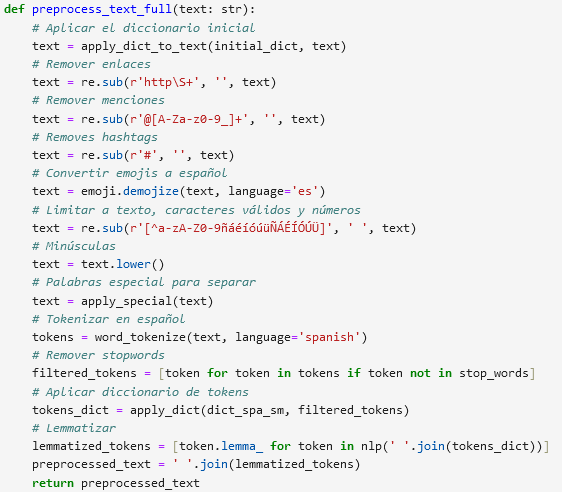 def preprocess_text_full(text: str):
    # Aplicar el diccionario inicial
    text = apply_dict_to_text(initial_dict, text)
    # Remover enlaces
    text = re.sub(r'http\S+', '', text)
    # Remover menciones
    text = re.sub(r'@[A-Za-z0-9_]+', '', text)
    # Removes hashtags
    text = re.sub(r'#', '', text)
    # Convertir emojis a español
    text = emoji.demojize(text, language='es')
    # Limitar a texto, caracteres válidos y números
    text = re.sub(r'[^a-zA-Z0-9ñáéíóúüÑÁÉÍÓÚÜ]', ' ', text)
    # Minúsculas
    text = text.lower()
    # Palabras especial para separar
    text = apply_special(text)
    # Tokenizar en español
    tokens = word_tokenize(text, language='spanish')
    # Remover stopwords
    filtered_tokens = [token for token in tokens if token not in stop_words]
    # Aplicar diccionario de tokens
    tokens_dict = apply_dict(dict_spa_sm, filtered_tokens)
    # Lemmatizar
    lemmatized_tokens = [token.lemma_ for token in nlp(' '.join(tokens_dict))]
    preprocessed_text = ' '.join(lemmatized_tokens)
    return preprocessed_text